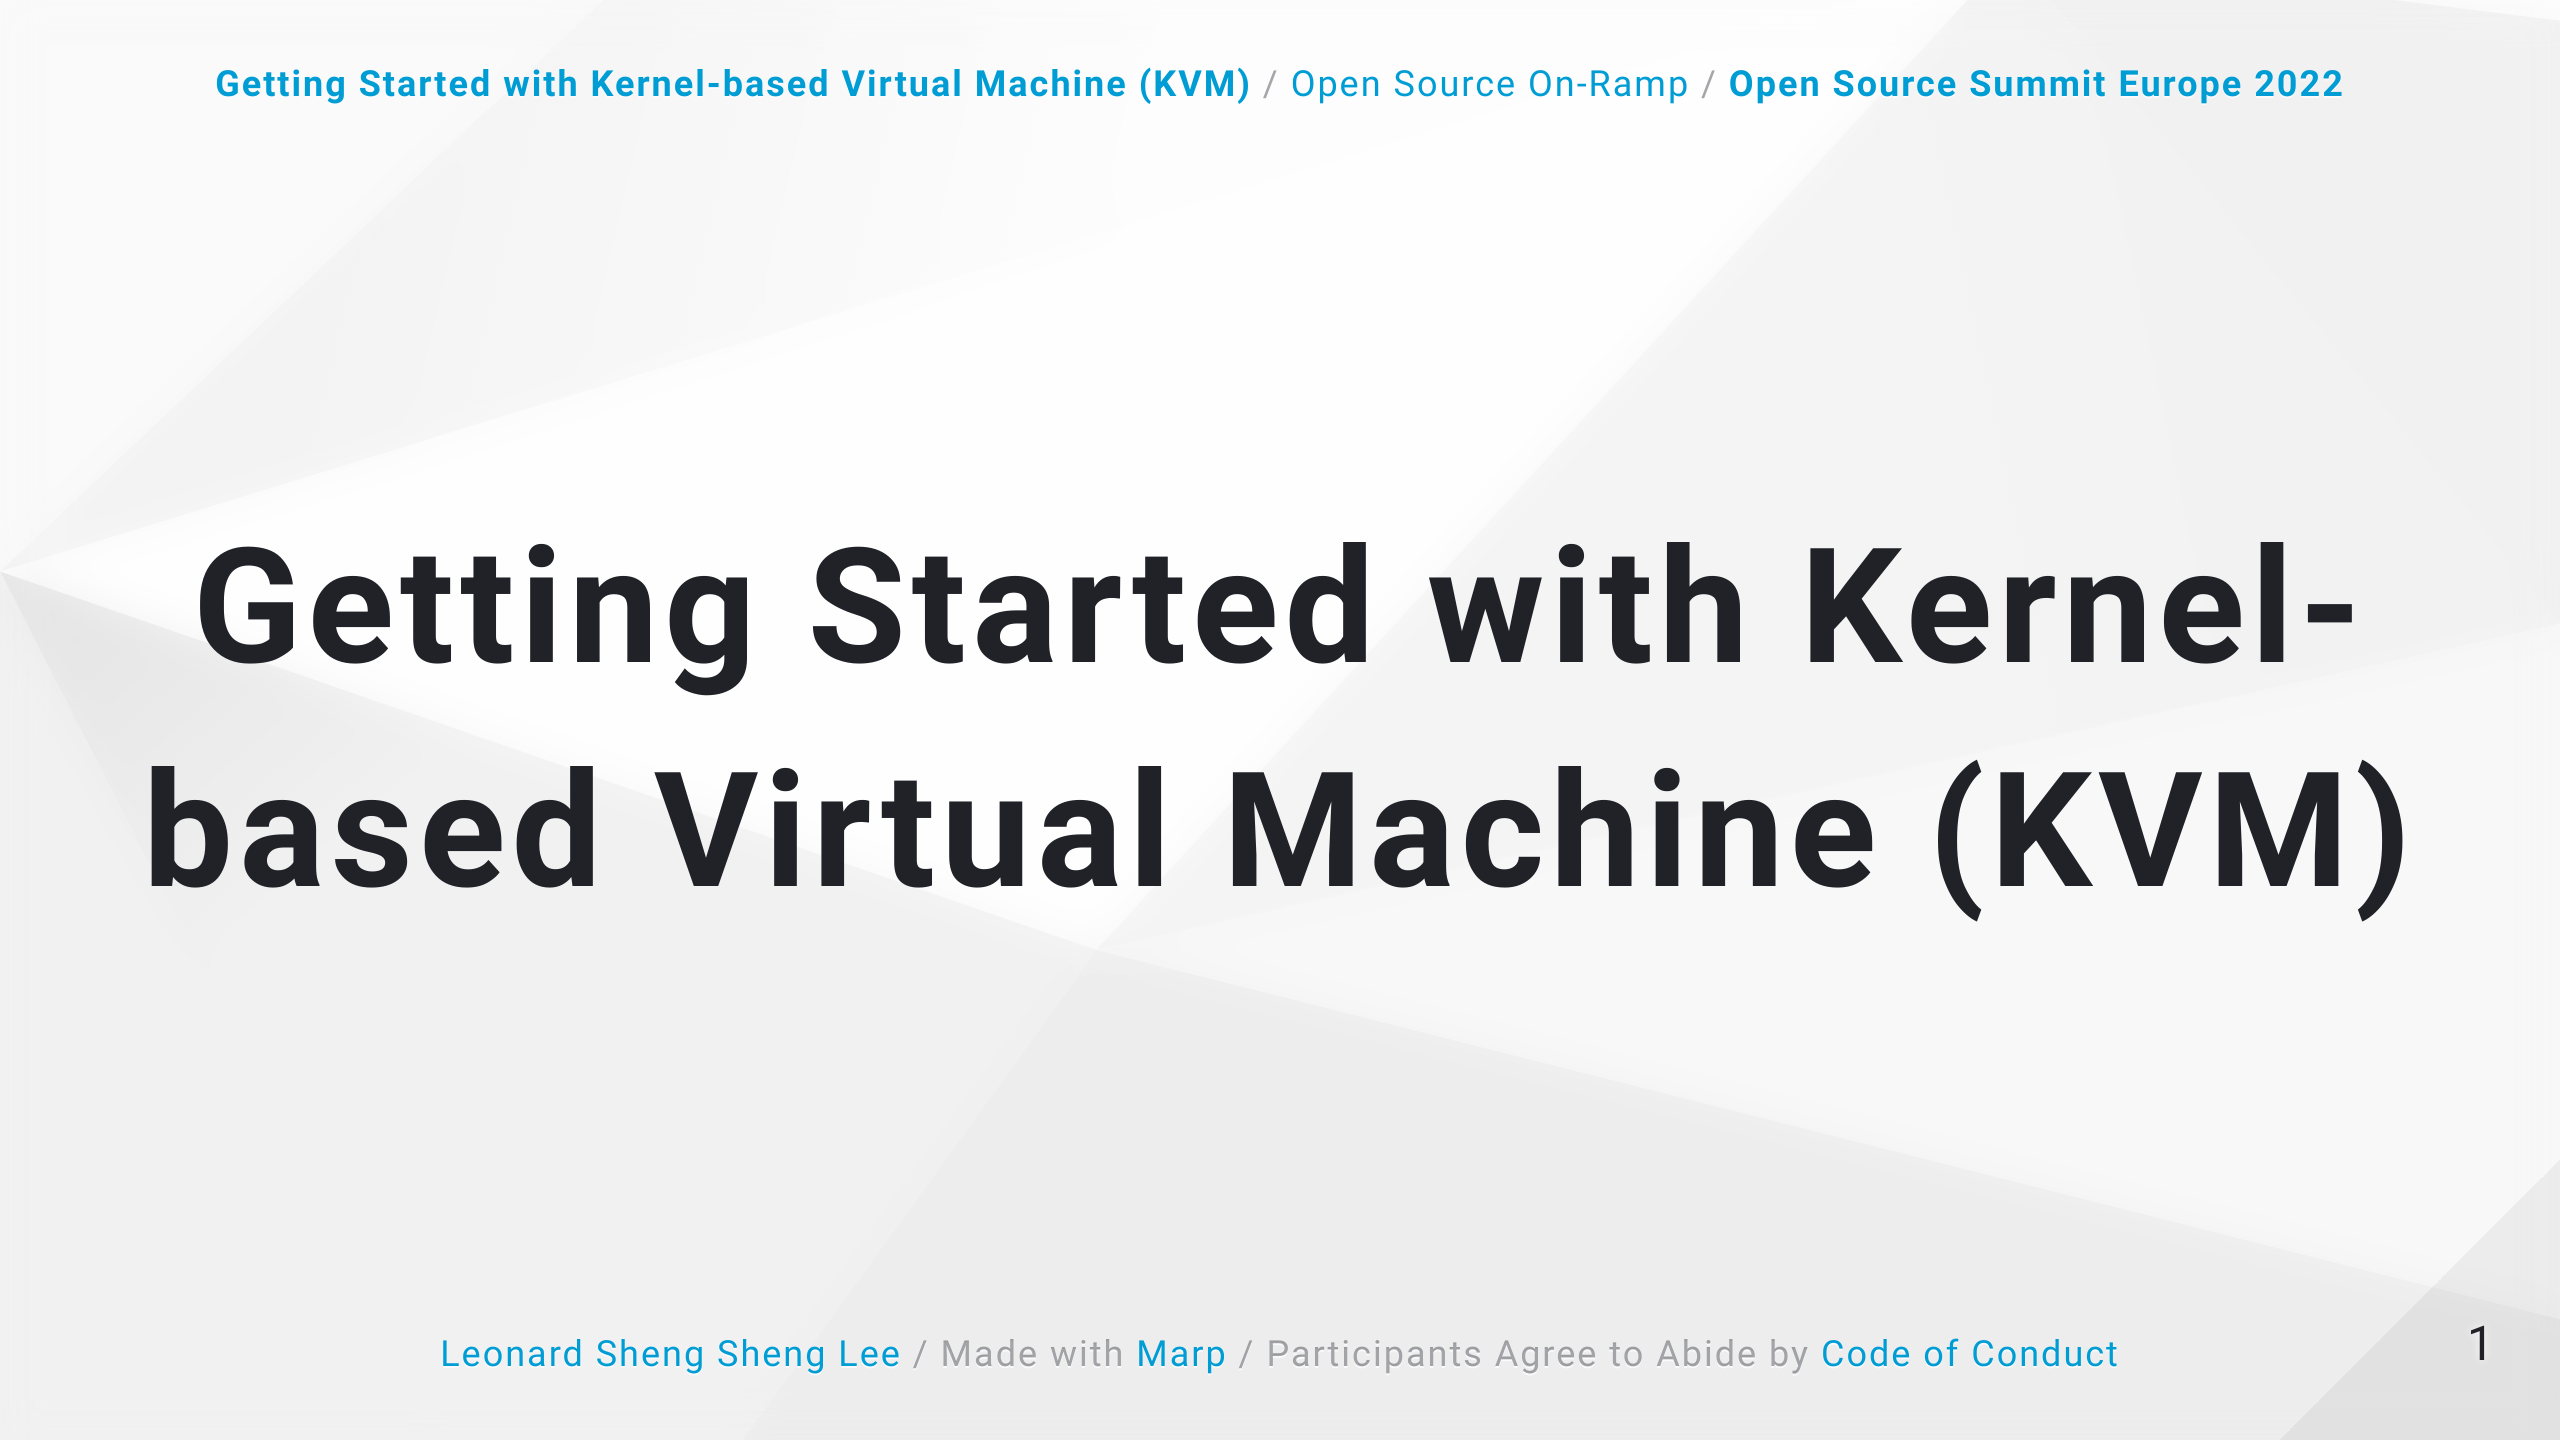 Getting Started with Kernel-based Virtual Machine (KVM) / Open Source On-Ramp / Open Source Summit Europe 2022
Getting Started with Kernel-
based Virtual Machine (KVM)
Leonard Sheng Sheng Lee / Made with Marp / Participants Agree to Abide by Code of Conduct
1